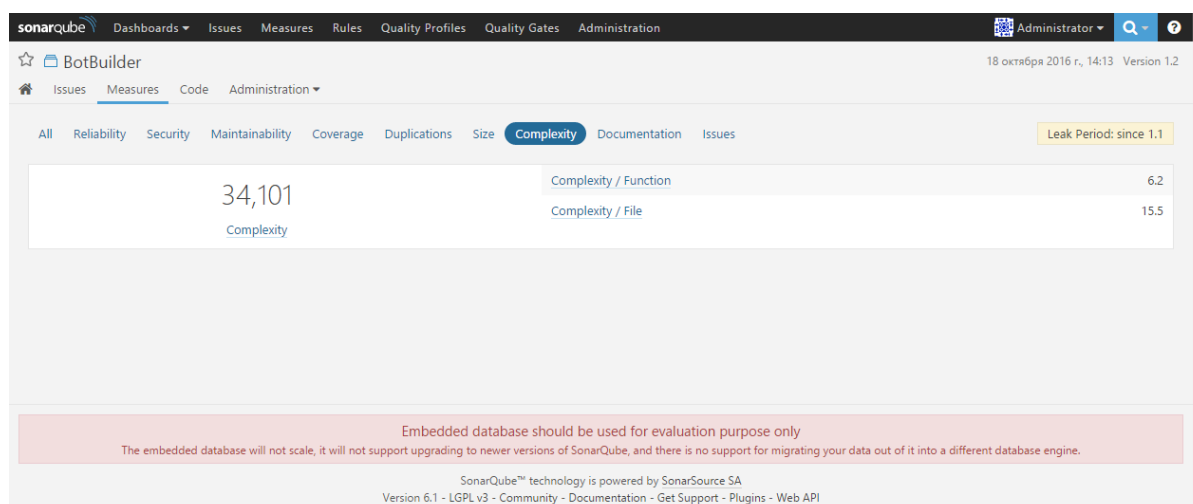 sonarqube Dashboards Issues Measures Rules Quality Profiles Quality Gates Administration Administrator
BotBuilder 18 октября 2016 г., 14:13 Version 1.2
Issues Measures Code Administration
All Reliability Security Maintainability Coverage Duplications Size Complexity Documentation Issues Leak Period: since 1.1
34,101
Complexity
Complexity / Function 6.2
Complexity / File 15.5
Embedded database should be used for evaluation purpose only
The embedded database will not scale, it will not support upgrading to newer versions of SonarQube, and there is no support for migrating your data out of it into a different database engine.
SonarQube™ technology is powered by SonarSource SA
Version 6.1 - LGPL v3 - Community - Documentation - Get Support - Plugins - Web API